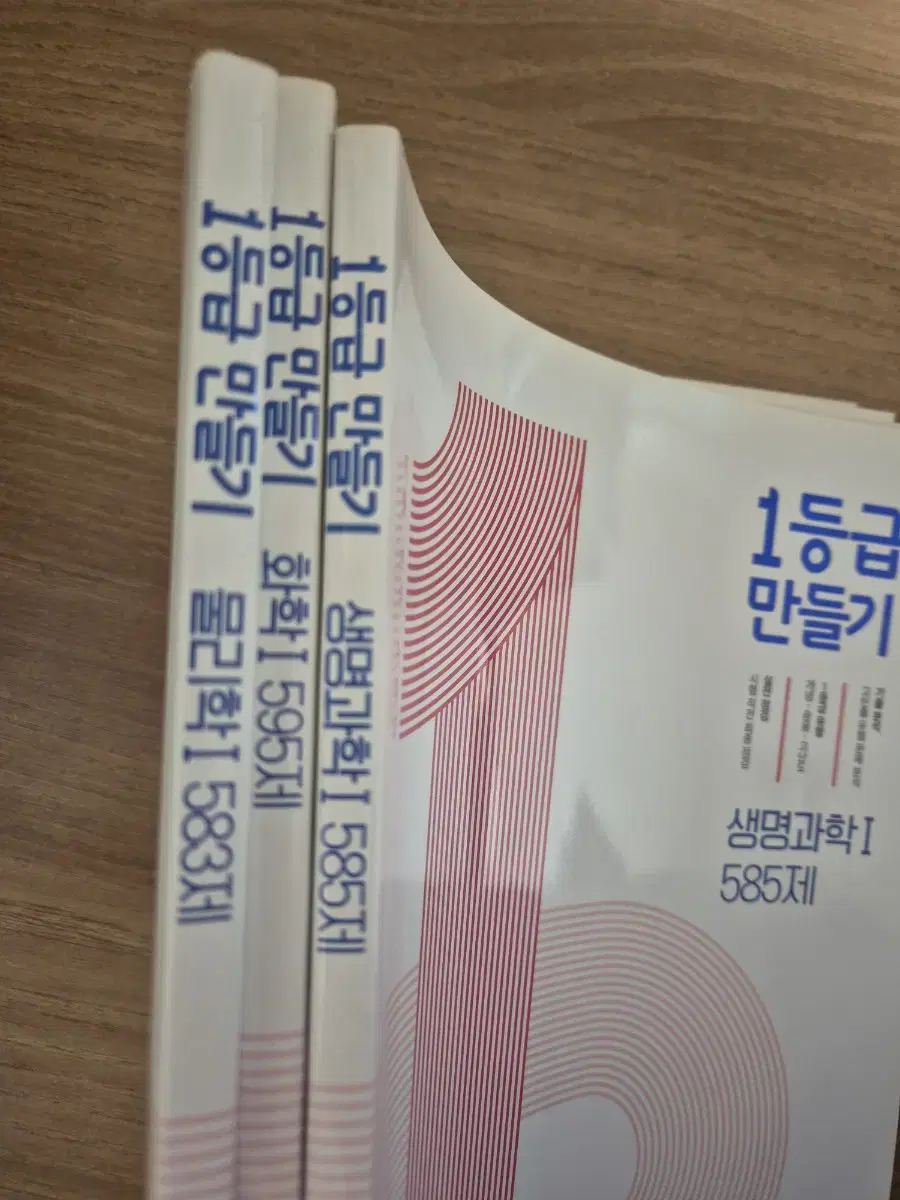 1등급 만들기 물리학 I 583제
1등급 만들기 화학 I 595제
1등급 만들기 생명과학 I 585제
1등급
만들기
생명과학 I
585제